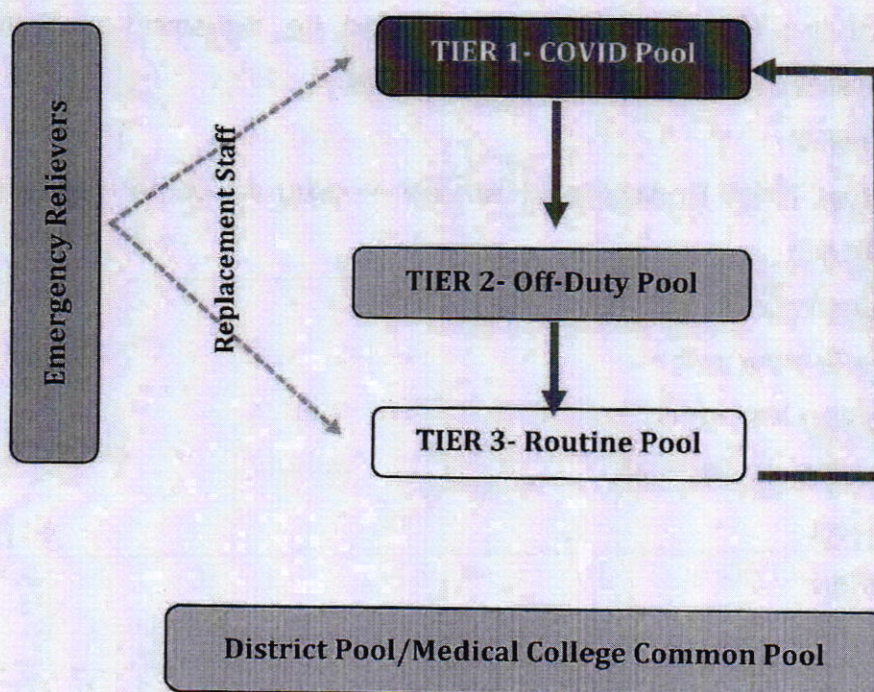 TIER 1- COVID Pool
Emergency Relievers
Replacement Staff
TIER 2- Off-Duty Pool
TIER 3- Routine Pool
District Pool/Medical College Common Pool